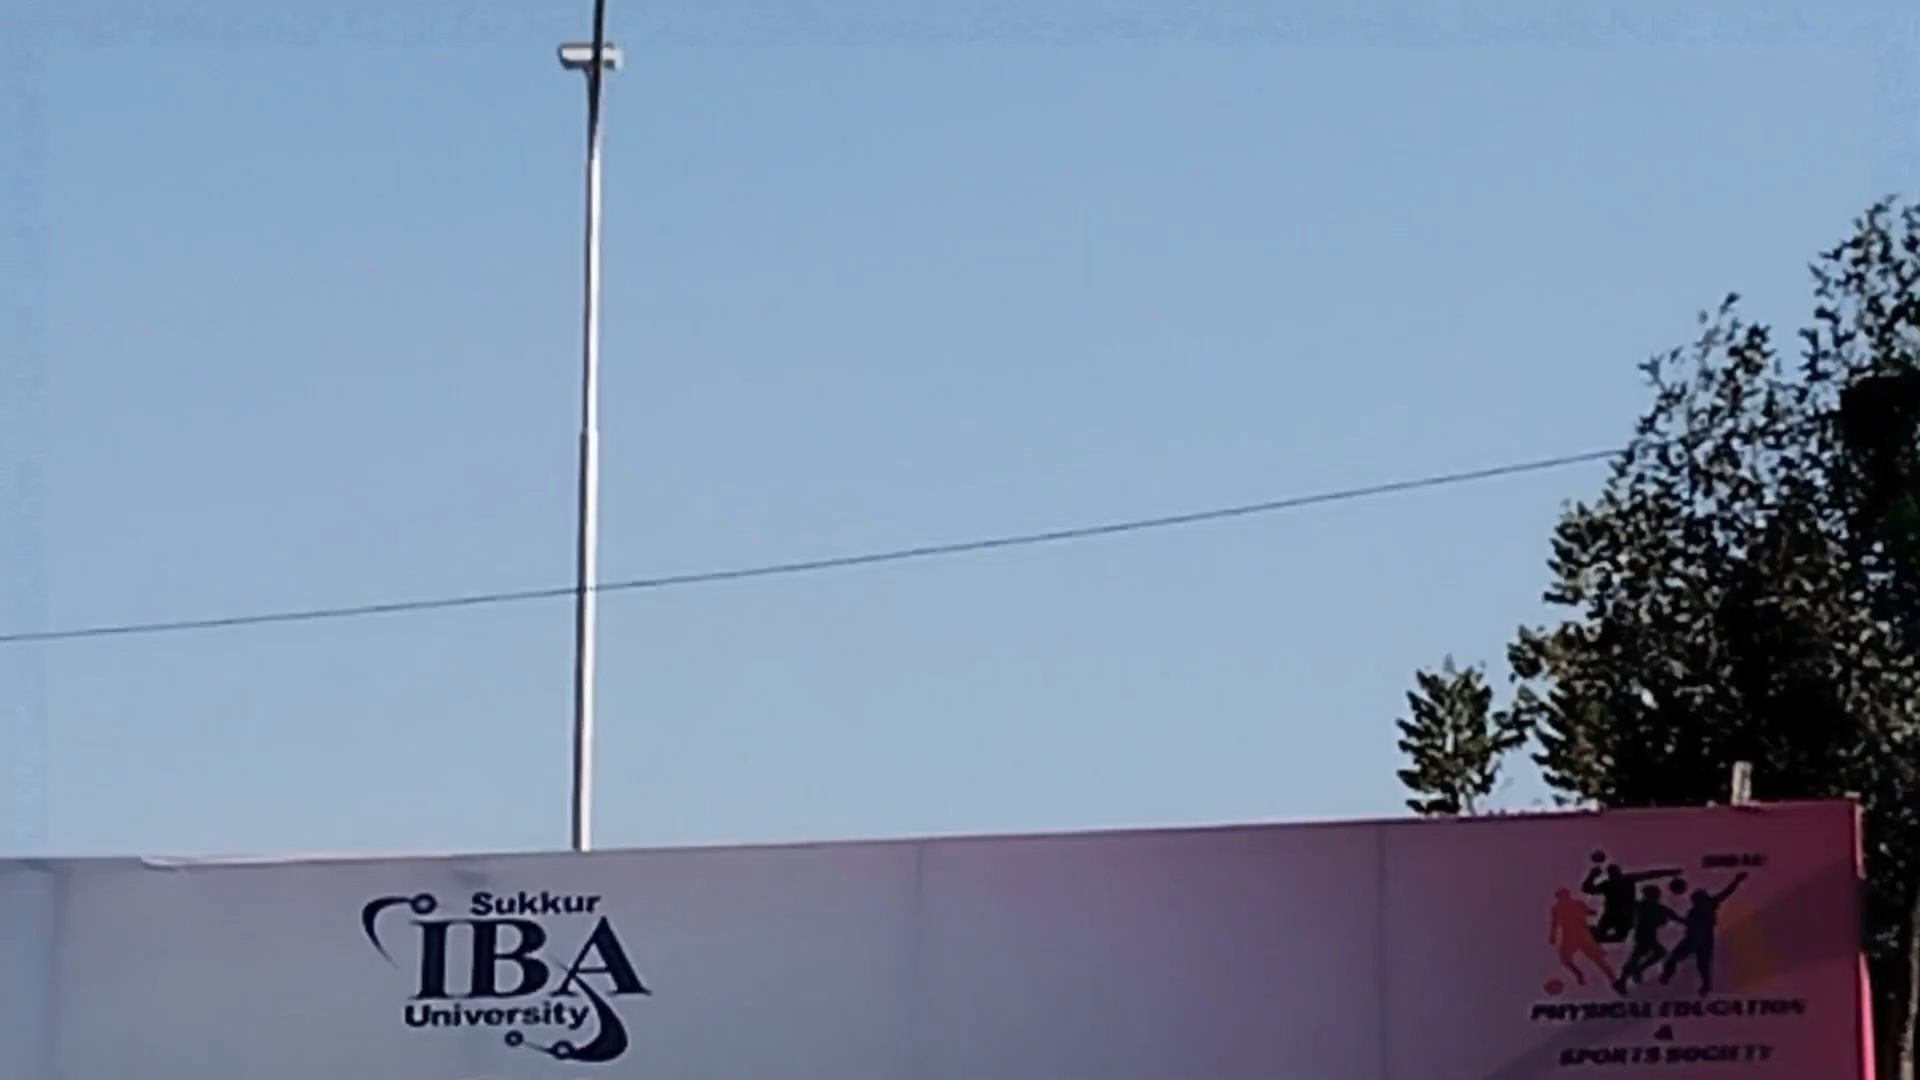 Sukkur
IBA
University
PHYSICAL EDUCATION
&
SPORTS SOCIETY